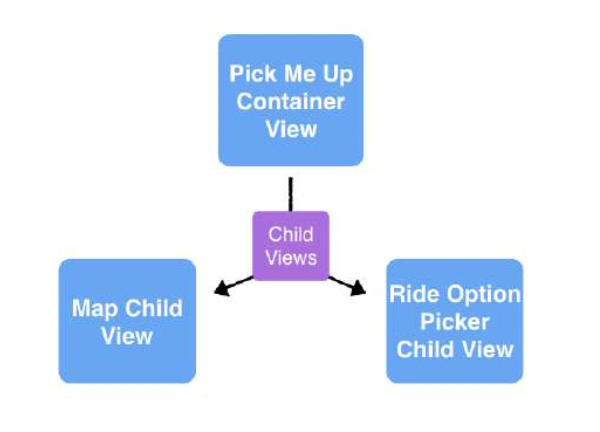 Pick Me Up
Container
View
Child
Views
Map Child
View
Ride Option
Picker
Child View